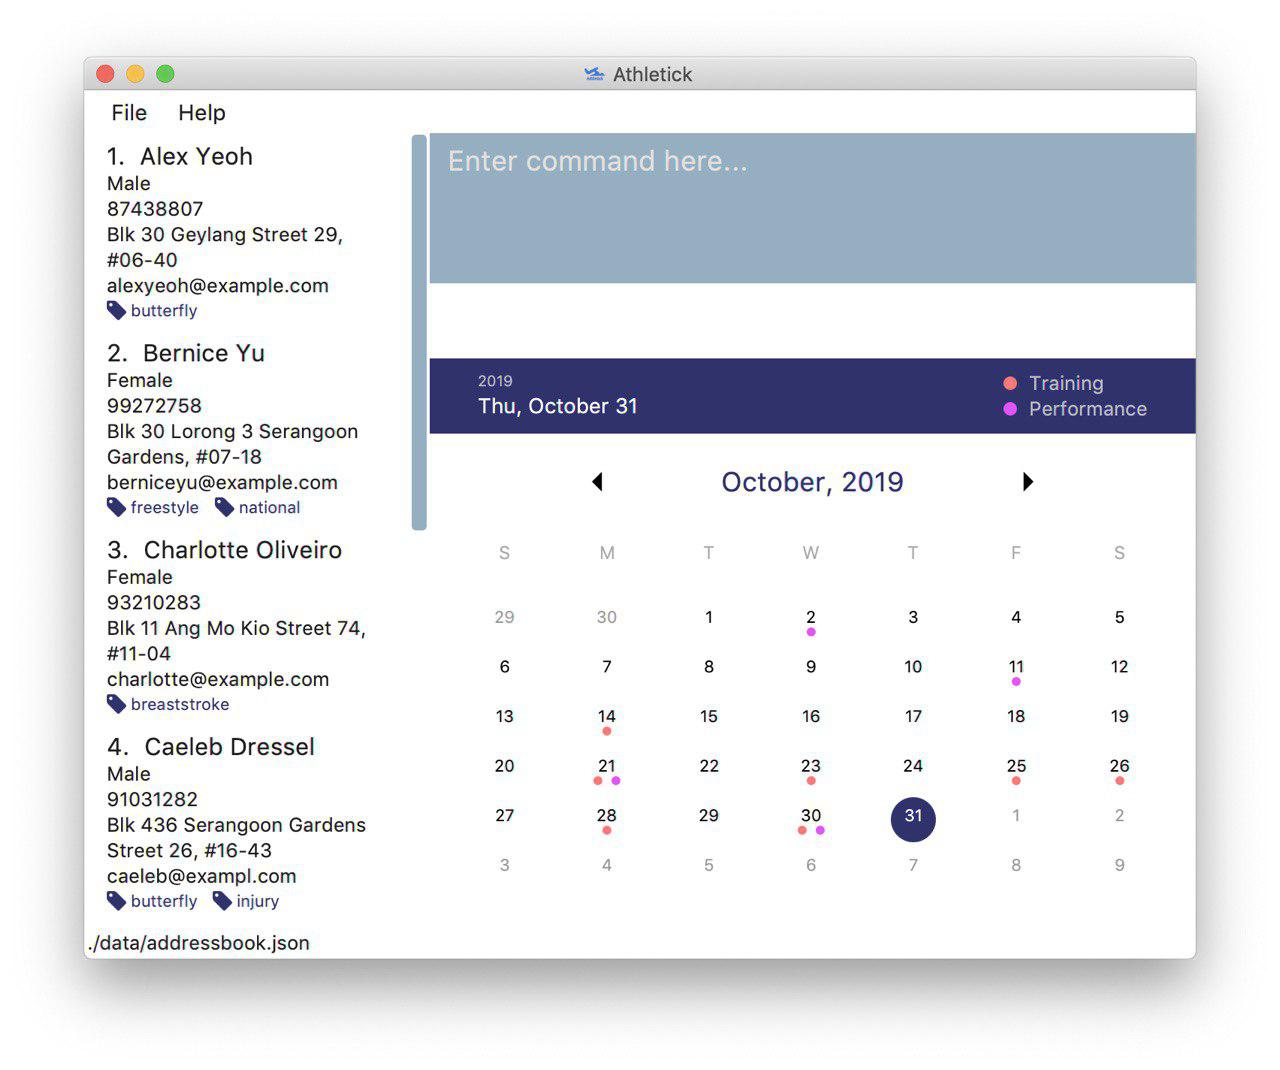 Athletick
File Help
1. Alex Yeoh
Male
87438807
Blk 30 Geylang Street 29,
#06-40
alexyeoh@example.com
butterfly
2. Bernice Yu
Female
99272758
Blk 30 Lorong 3 Serangoon
Gardens, #07-18
berniceyu@example.com
freestyle national
3. Charlotte Oliveiro
Female
93210283
Blk 11 Ang Mo Kio Street 74,
#11-04
charlotte@example.com
breaststroke
4. Caeleb Dressel
Male
91031282
Blk 436 Serangoon Gardens
Street 26, #16-43
caeleb@exampl.com
butterfly injury
./data/addressbook.json
Enter command here...
2019
Thu, October 31
Training
Performance
October, 2019
S M T W T F S
29 30 1 2 3 4 5
6 7 8 9 10 11 12
13 14 15 16 17 18 19
20 21 22 23 24 25 26
27 28 29 30 31 1 2
3 4 5 6 7 8 9